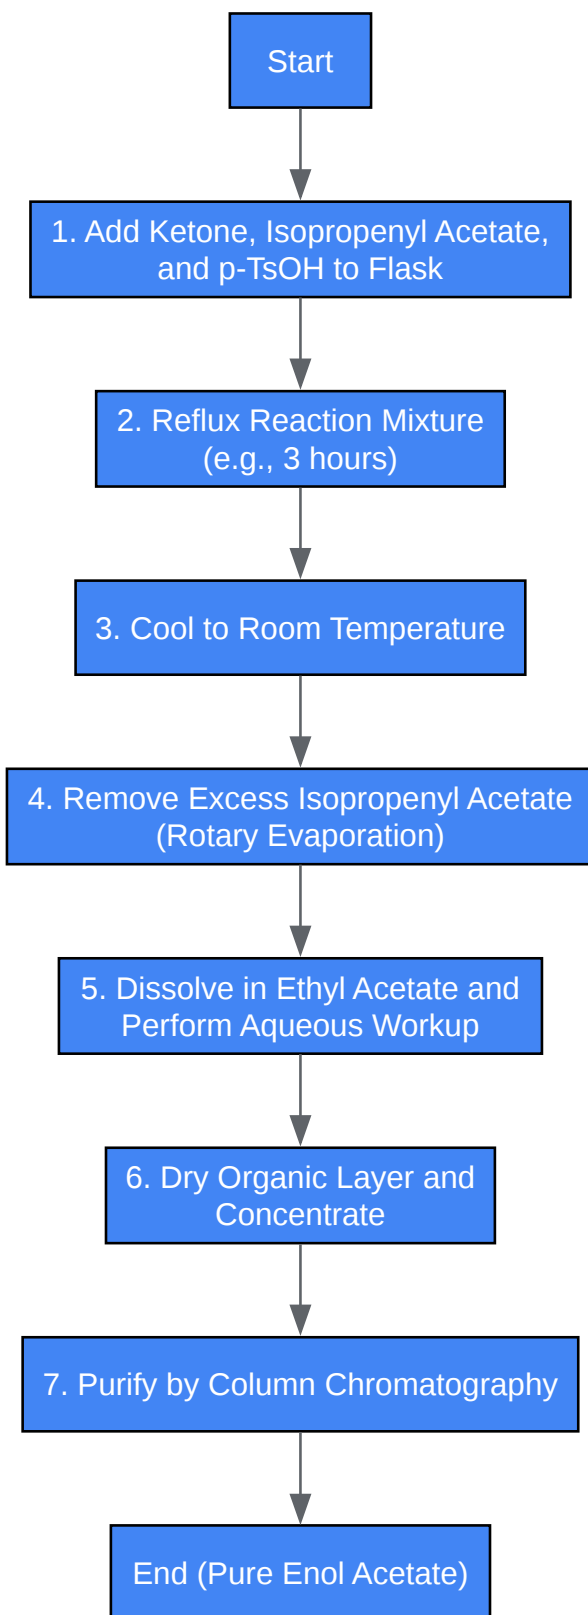 Start
1. Add Ketone, Isopropenyl Acetate,
and p-TsOH to Flask
2. Reflux Reaction Mixture
(e.g., 3 hours)
3. Cool to Room Temperature
4. Remove Excess Isopropenyl Acetate
(Rotary Evaporation)
5. Dissolve in Ethyl Acetate and
Perform Aqueous Workup
6. Dry Organic Layer and
Concentrate
7. Purify by Column Chromatography
End (Pure Enol Acetate)